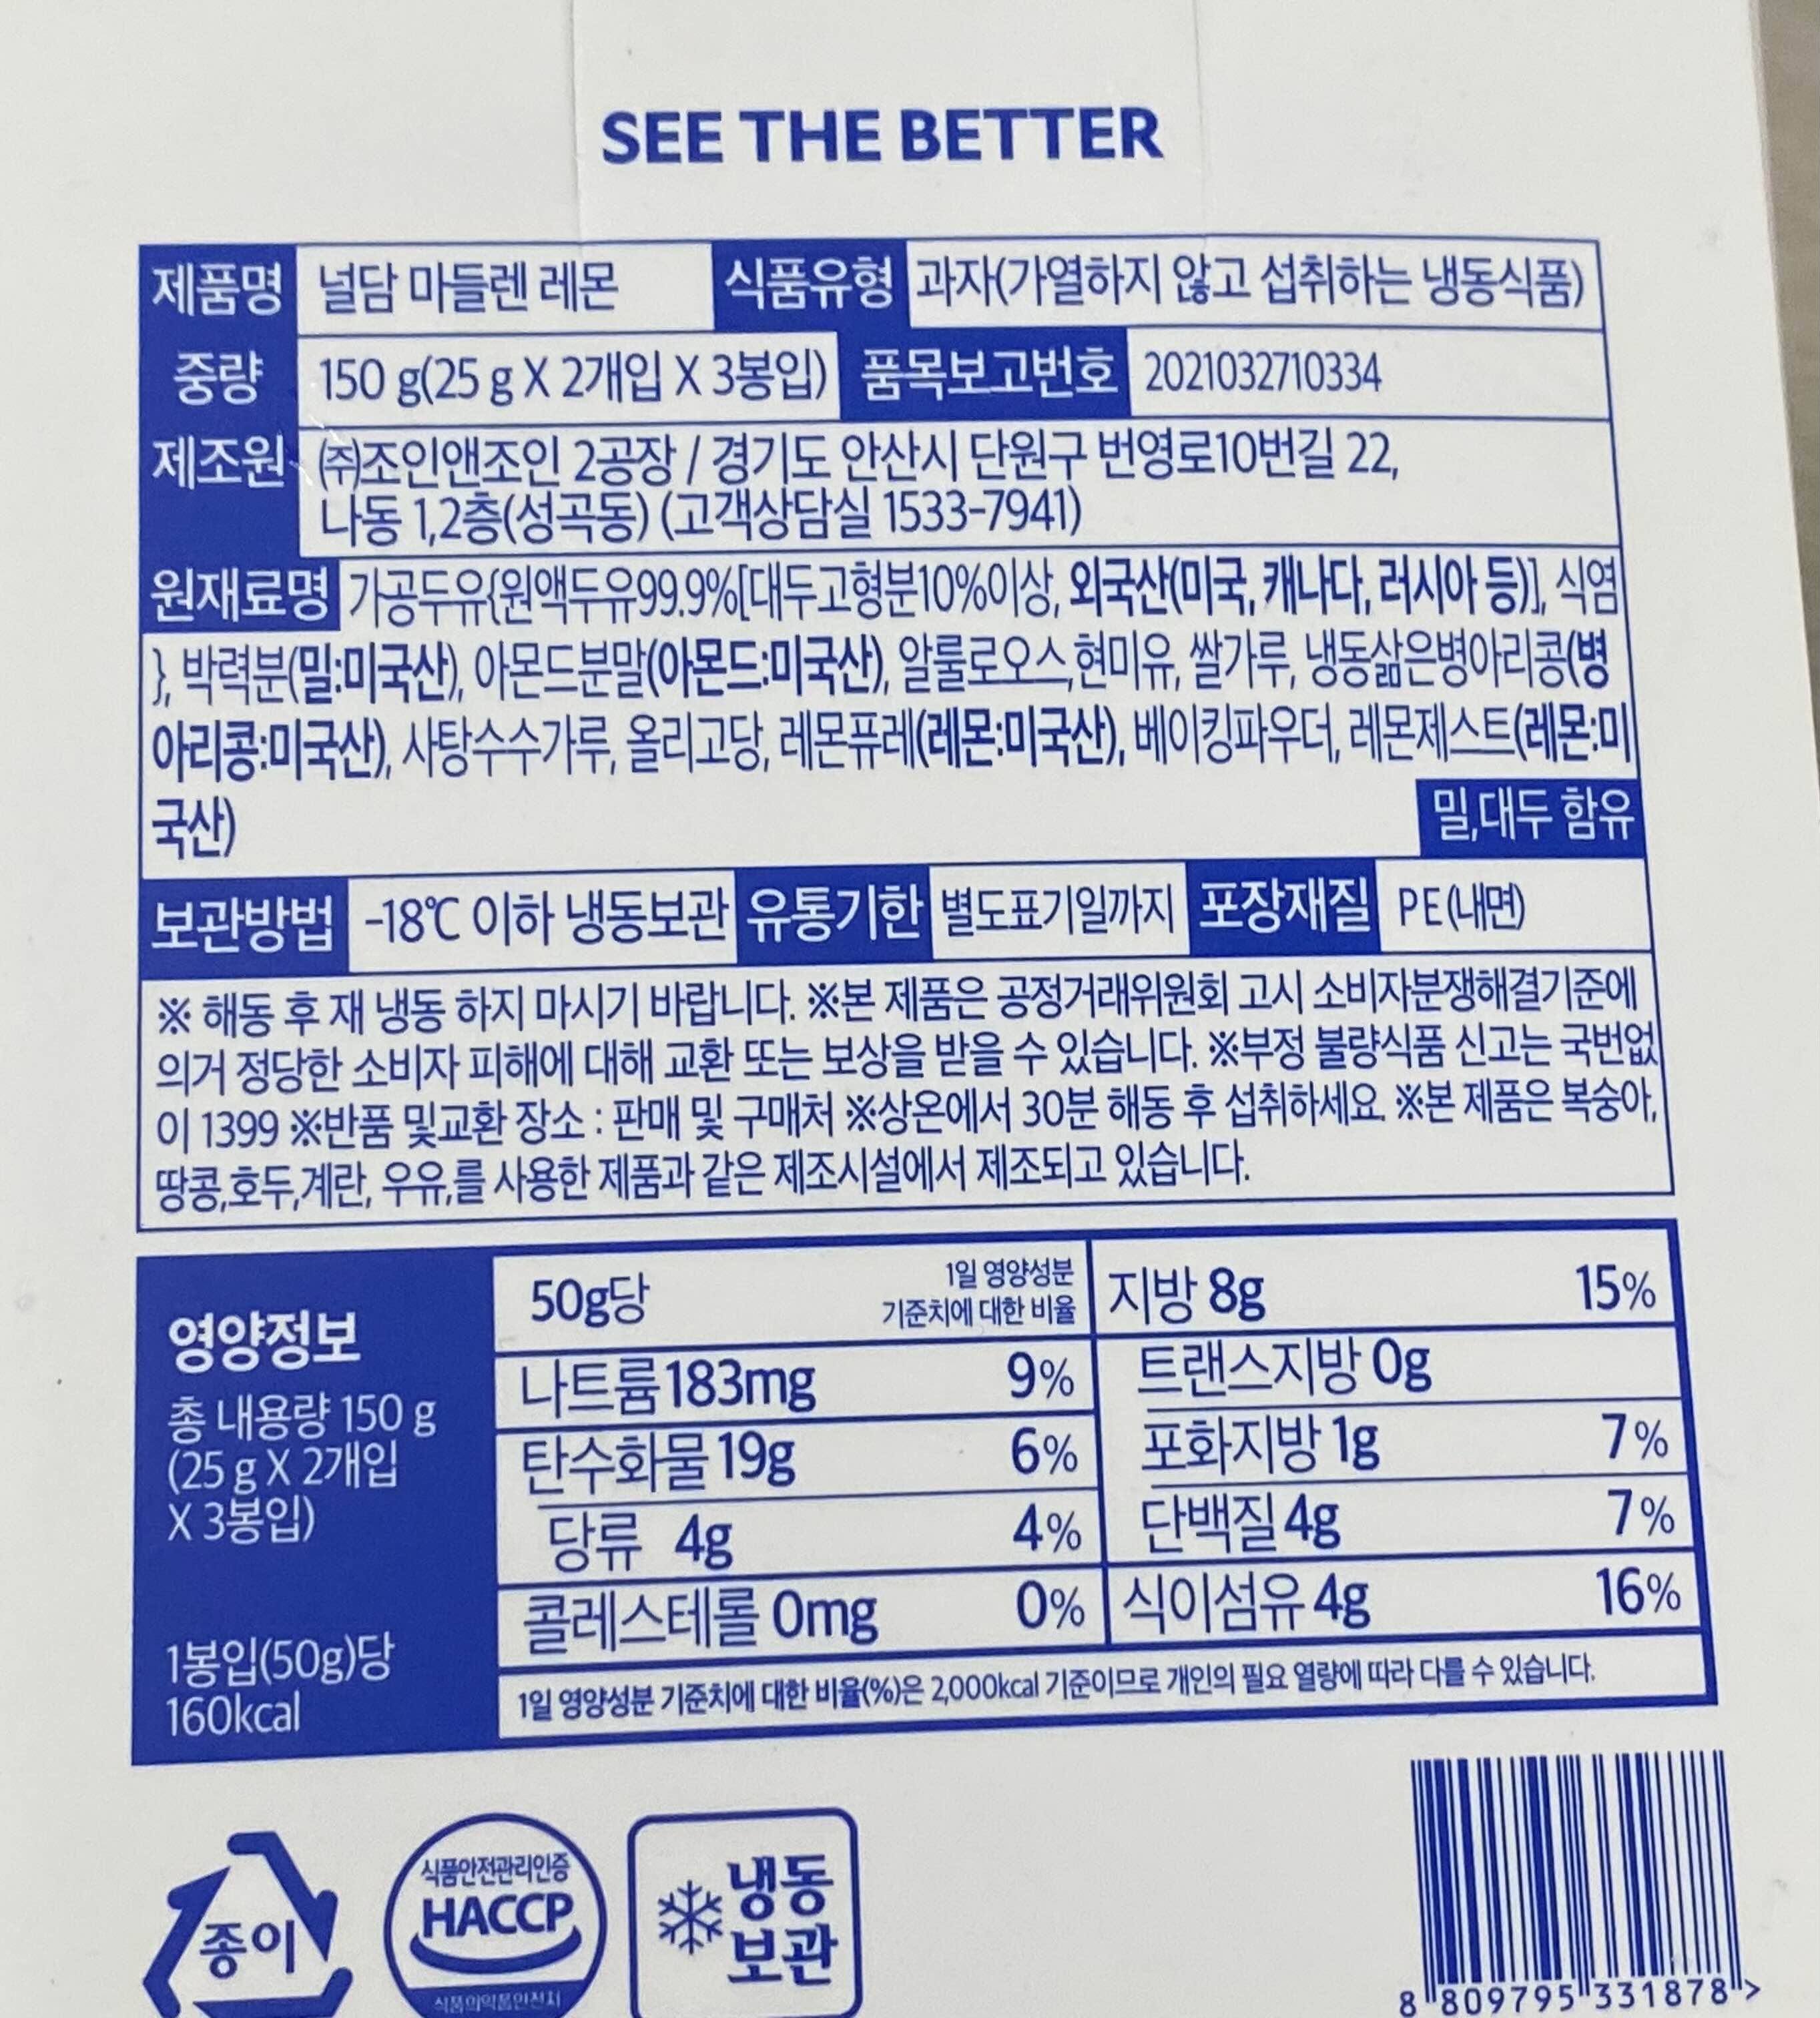 SEE THE BETTER
제품명 널담 마들렌 레몬 식품유형 과자(가열하지 않고 섭취하는 냉동식품)
중량 150 g(25 g X 2개입 X 3봉입) 품목보고번호 2021032710334
제조원 ㈜조인앤조인 2공장 / 경기도 안산시 단원구 번영로10번길 22,
나동 1,2층(성곡동) (고객상담실 1533-7941)
원재료명 가공두유{원액두유99.9%[대두고형분10%이상, 외국산(미국, 캐나다, 러시아 등)], 식염
}, 박력분(밀:미국산), 아몬드분말(아몬드:미국산), 알룰로오스,현미유, 쌀가루, 냉동삶은병아리콩(병
아리콩:미국산), 사탕수수가루, 올리고당, 레몬퓨레(레몬:미국산), 베이킹파우더, 레몬제스트(레몬:미
국산)
밀,대두 함유
보관방법 -18℃ 이하 냉동보관 유통기한 별도표기일까지 포장재질 PE(내면)
※ 해동 후 재 냉동 하지 마시기 바랍니다. ※본 제품은 공정거래위원회 고시 소비자분쟁해결기준에
의거 정당한 소비자 피해에 대해 교환 또는 보상을 받을 수 있습니다. ※부정 불량식품 신고는 국번없
이 1399 ※반품 및교환 장소 : 판매 및 구매처 ※상온에서 30분 해동 후 섭취하세요. ※본 제품은 복숭아,
땅콩,호두,계란, 우유,를 사용한 제품과 같은 제조시설에서 제조되고 있습니다.
영양정보
총 내용량 150 g
(25 g X 2개입
X 3봉입)
1봉입(50g)당
160kcal
50g당 1일 영양성분
기준치에 대한 비율
나트륨 183mg 9%
탄수화물 19g 6%
당류 4g 4%
콜레스테롤 0mg 0%
지방 8g 15%
트랜스지방 0g
포화지방 1g 7%
단백질 4g 7%
식이섬유 4g 16%
1일 영양성분 기준치에 대한 비율(%)은 2,000kcal 기준이므로 개인의 필요 열량에 따라 다를 수 있습니다.
종이
식품안전관리인증
HACCP
식품의약품안전처
냉동
보관
8 809795 331878 >